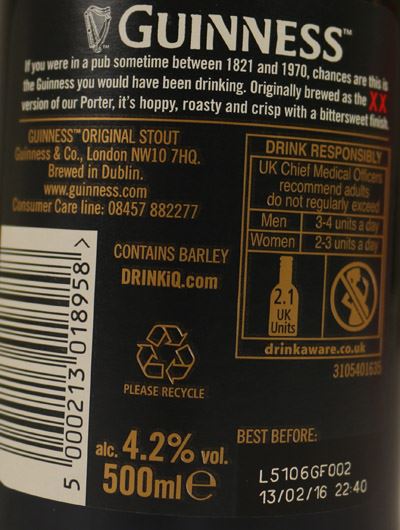 GUINNESS™
If you were in a pub sometime between 1821 and 1970, chances are this is
the Guinness you would have been drinking. Originally brewed as the XX
version of our Porter, it's hoppy, roasty and crisp with a bittersweet finish.
GUINNESS™ ORIGINAL STOUT
Guinness & Co., London NW10 7HQ.
Brewed in Dublin.
www.guinness.com
Consumer Care line: 08457 882277
DRINK RESPONSIBLY
UK Chief Medical Officers
recommend adults
do not regularly exceed
Men 3-4 units a day
Women 2-3 units a day
2.1
UK
Units
drinkaware.co.uk
3105401635
CONTAINS BARLEY
DRINKiQ.com
PLEASE RECYCLE
5 000213 018958 >
alc. 4.2% vol.
500ml e
BEST BEFORE:
L5106GF002
13/02/16 22:40